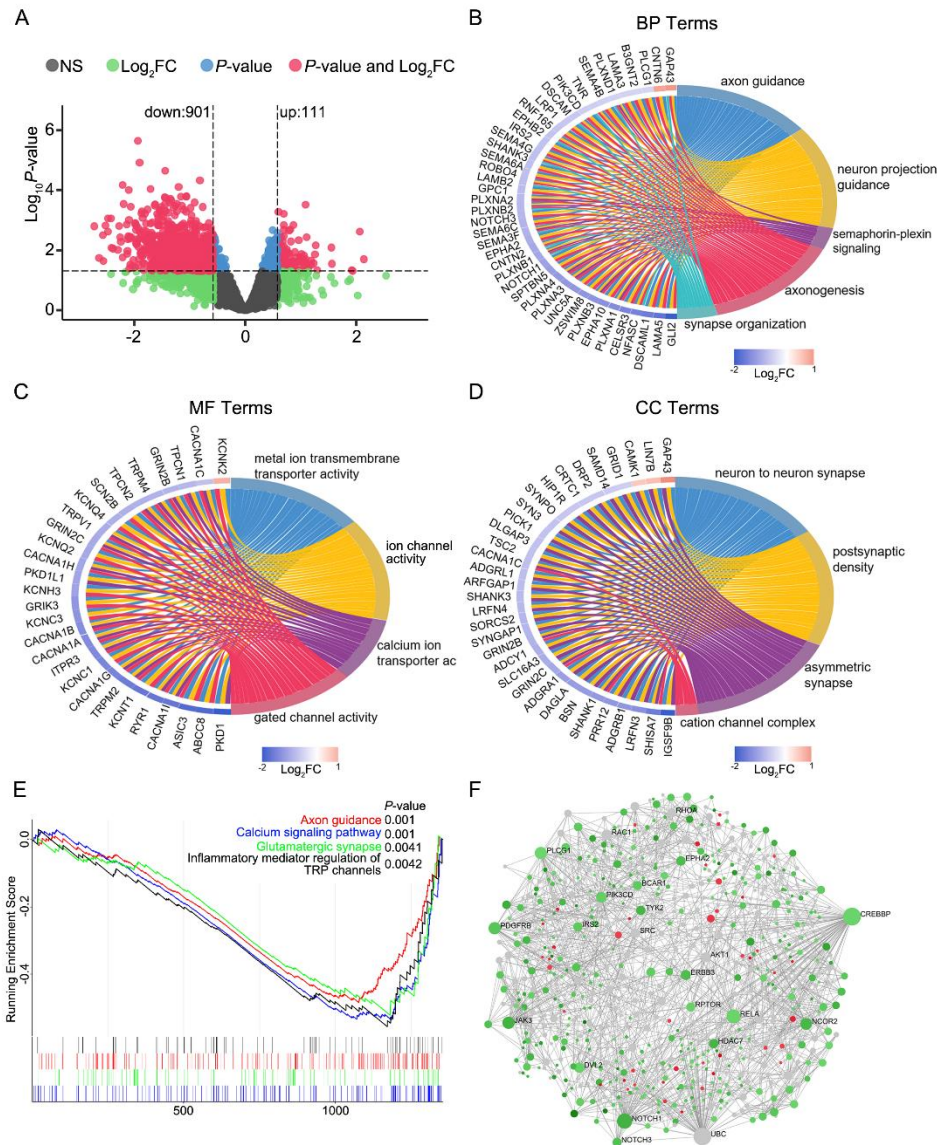 A
NS
Log2FC
P-value
P-value and Log2FC
down:901
up:111
Log10P-value
6
4
2
0
-2
0
2
B
BP Terms
GAP43
CNTN6
PLCG1
B3GNT2
LAMA3
PLXND1
SEMA4B
TNR
PIK3CD
DSCAM
LRP1
RNF165
EPHB2
IRS2
SEMA4G
SHANK3
SEMA6A
ROBO4
LAMB2
GPC1
PLXNA2
PLXNB2
NOTCH3
SEMA6C
SEMA3F
EPHA2
CNTN2
PLXNB1
NOTCH1
SPTBN5
PLXNA4
PLXNA3
UNC5A
ZSWIM8
PLXNB3
EPHA10
PLXNA1
CELSR3
NFASC
DSCAML1
LAMA5
GLI2
axon guidance
neuron projection
guidance
semaphorin-plexin
signaling
axonogenesis
synapse organization
-2
1
Log2FC
C
MF Terms
KCNK2
CACNA1C
TPCN1
GRIN2B
TRPM4
TPCN2
SCN2B
KCNQ4
TRPV1
GRIN2C
KCNQ2
CACNA1H
PKD1L1
KCNH3
GRIK3
KCNC3
CACNA1B
CACNA1A
ITPR3
KCNC1
CACNA1G
TRPM2
KCNT1
RYR1
CACNA1I
ASIC3
ABCC8
PKD1
metal ion transmembrane
transporter activity
ion channel
activity
calcium ion
transporter ac
gated channel activity
-2
1
Log2FC
D
CC Terms
GAP43
LIN7B
CAMK1
GRID1
SAMD14
DRP2
CRTC1
HIP1R
SYNPO
SYN3
PICK1
DLGAP3
TSC2
CACNA1C
ADGRL1
ARFGAP1
SHANK3
LRFN4
SORCS2
SYNGAP1
GRIN2B
ADCY1
SLC16A3
GRIN2C
ADGRA1
DAGLA
BSN
SHANK1
PRR12
ADGRB1
LRFN3
SHISA7
IGSF9B
neuron to neuron synapse
postsynaptic
density
asymmetric
synapse
cation channel complex
-2
1
Log2FC
E
P-value
Axon guidance 0.001
Calcium signaling pathway 0.001
Glutamatergic synapse 0.0041
Inflammatory mediator regulation of
TRP channels 0.0042
Running Enrichment Score
0.0
-0.2
-0.4
500
1000
F
RHOA
RAC1
PLCG1
EPHA2
BCAR1
PIK3CD
TYK2
CREBBP
PDGFRB
IRS2
SRC
AKT1
ERBB3
RPTOR
RELA
JAK3
NCOR2
HDAC7
DVL2
NOTCH1
UBC
NOTCH3